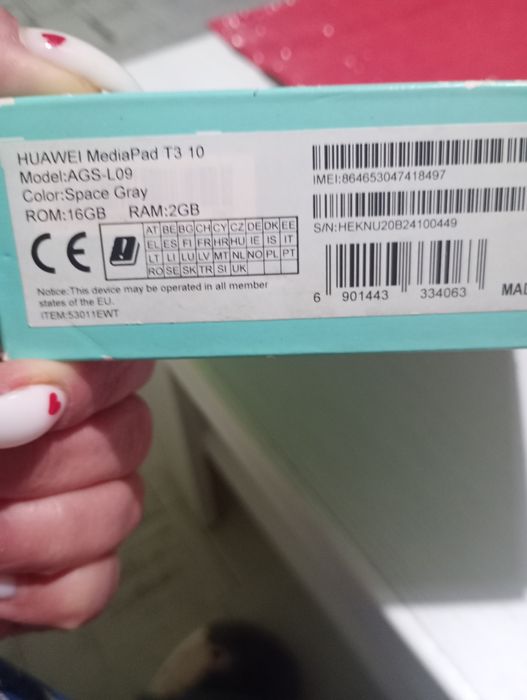 HUAWEI MediaPad T3 10
Model:AGS-L09
Color:Space Gray
ROM:16GB RAM:2GB
CE
AT BE BG CH CY CZ DE DK EE
EL ES FI FR HR HU IE IS IT
LT LI LU LV MT NL NO PL PT
RO SE SK TR SI UK
Notice:This device may be operated in all member
states of the EU.
ITEM:53011EWT
IMEI:864653047418497
S/N:HEKNU20B24100449
6 901443 334063